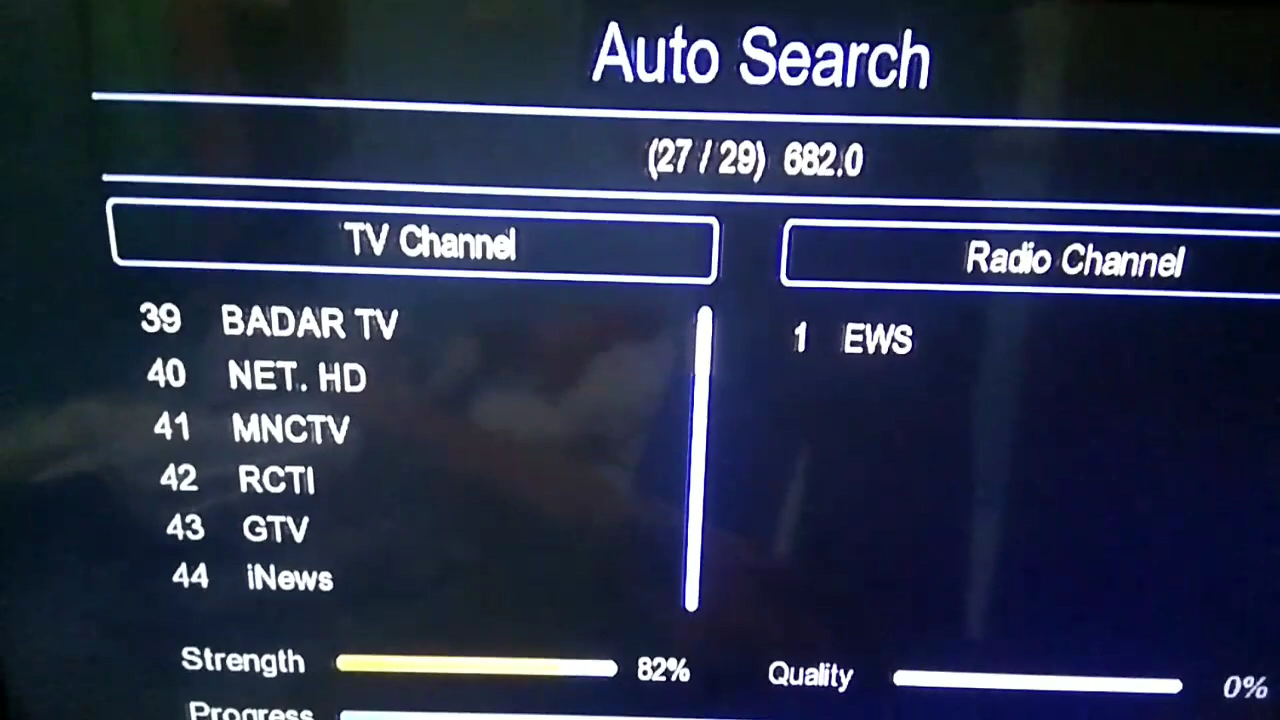 Auto Search
(27 / 29) 682.0
TV Channel
Radio Channel
39 BADAR TV
40 NET. HD
41 MNCTV
42 RCTI
43 GTV
44 iNews
1 EWS
Strength 82% Quality 0%
Progress